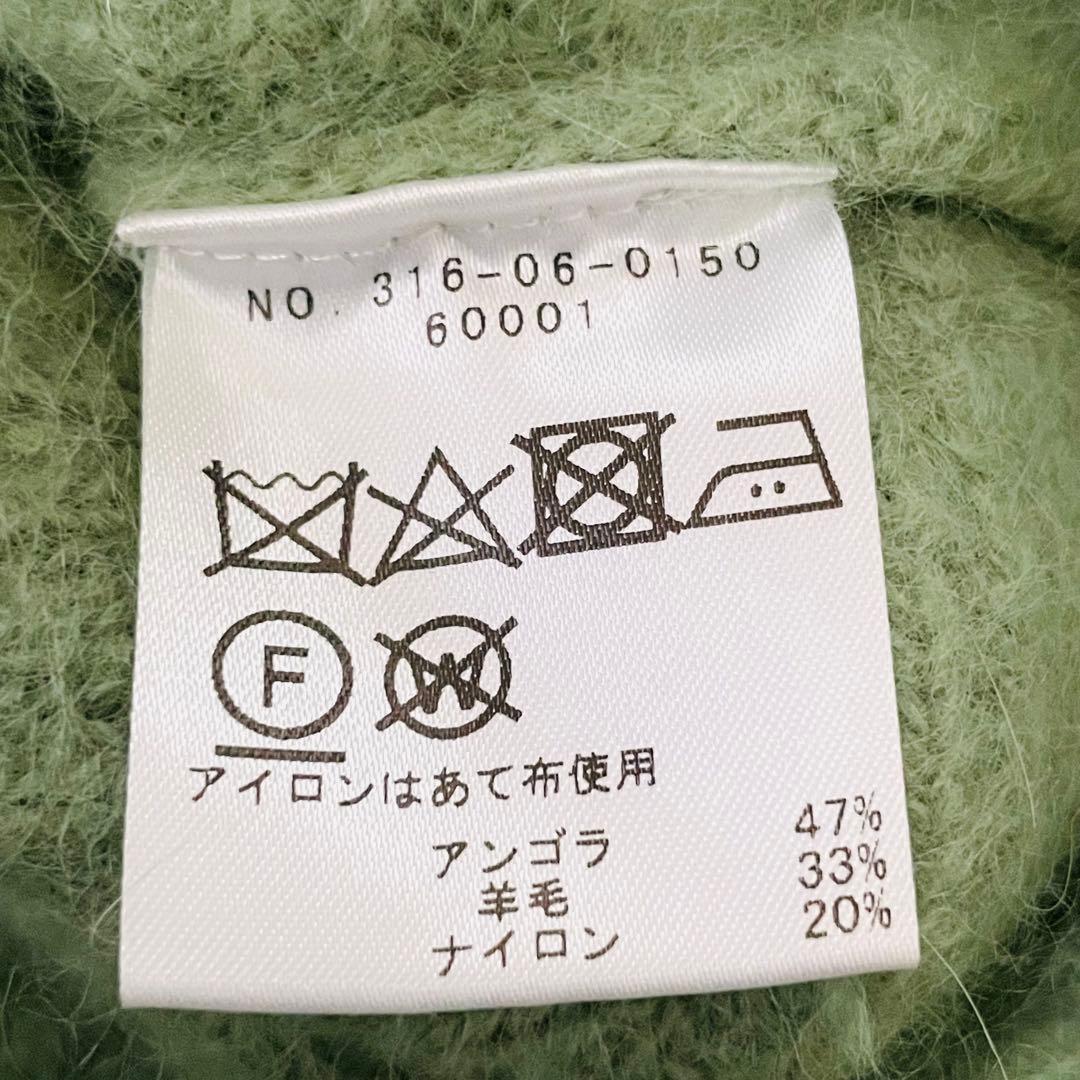 NO. 316-06-0150
60001
F
W
アイロンはあて布使用
アンゴラ 47%
羊毛 33%
ナイロン 20%